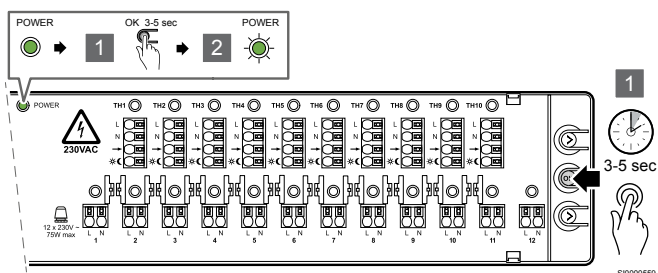 POWER OK 3-5 sec POWER
1 2
POWER
TH1 TH2 TH3 TH4 TH5 TH6 TH7 TH8 TH9 TH10
1
L L L L L L L L L L
N N N N N N N N N N
230VAC
3-5 sec
OK
12 x 230V ~
75W max
L N L N L N L N L N L N L N L N L N L N L N L N
1 2 3 4 5 6 7 8 9 10 11 12